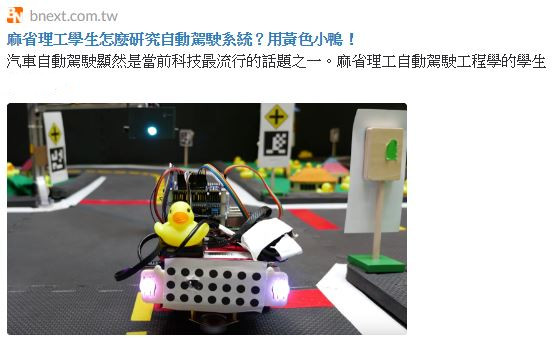 bnext.com.tw
麻省理工學生怎麼研究自動駕駛系統？用黃色小鴨！
汽車自動駕駛顯然是當前科技最流行的話題之一。麻省理工自動駕駛工程學的學生